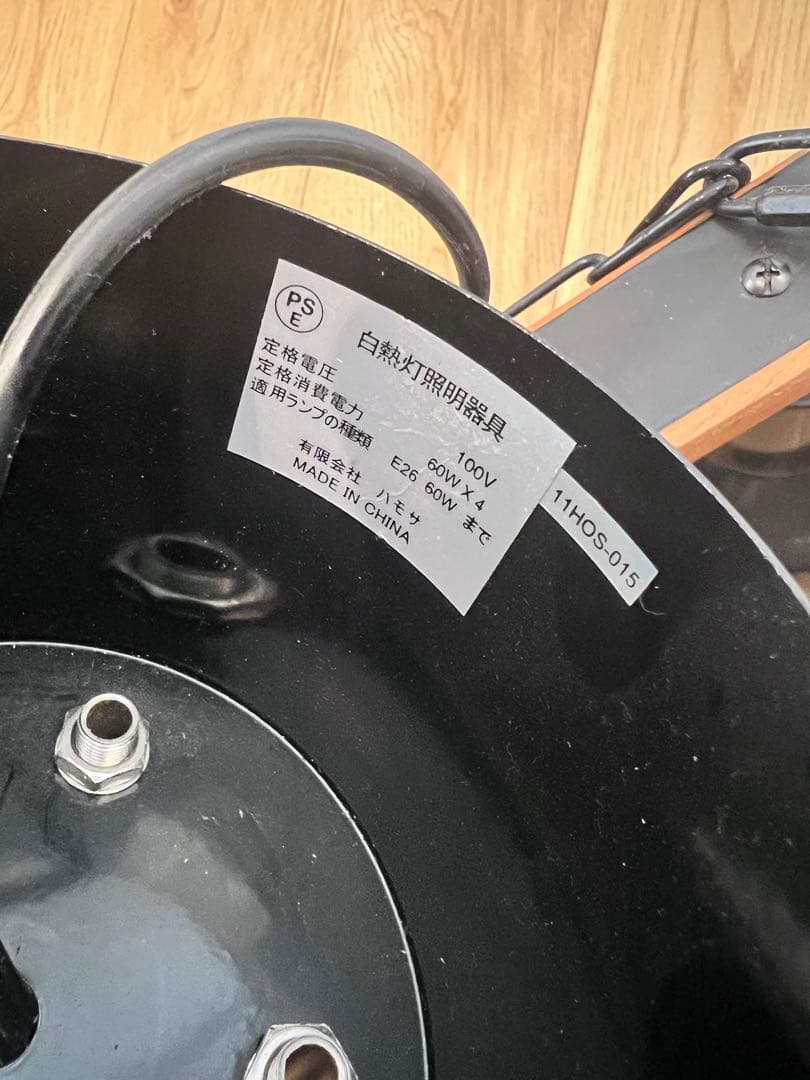 PS
E
白熱灯照明器具
定格電圧 100V
定格消費電力 60W X 4
適用ランプの種類 E26 60W まで
有限会社 ハモサ
MADE IN CHINA
11HOS-015